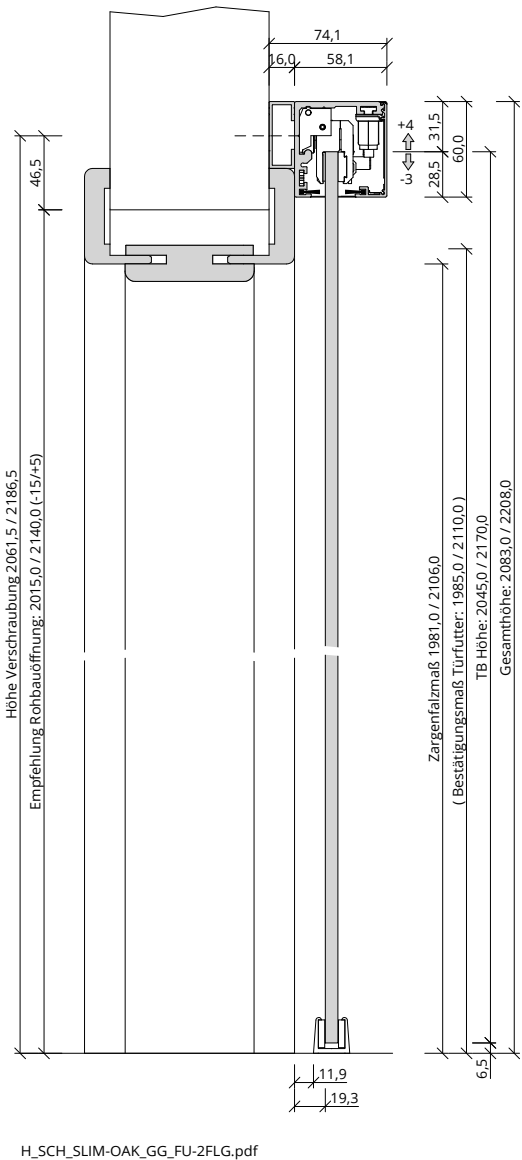 74,1
16,0
58,1
46,5
+4
-3
31,5
28,5
60,0
Höhe Verschraubung 2061,5 / 2186,5
Empfehlung Rohbauöffnung: 2015,0 / 2140,0 (-15/+5)
Zargenfalzmaß 1981,0 / 2106,0
( Bestätigungsmaß Türfutter: 1985,0 / 2110,0 )
TB Höhe: 2045,0 / 2170,0
Gesamthöhe: 2083,0 / 2208,0
6,5
11,9
19,3
H_SCH_SLIM-OAK_GG_FU-2FLG.pdf